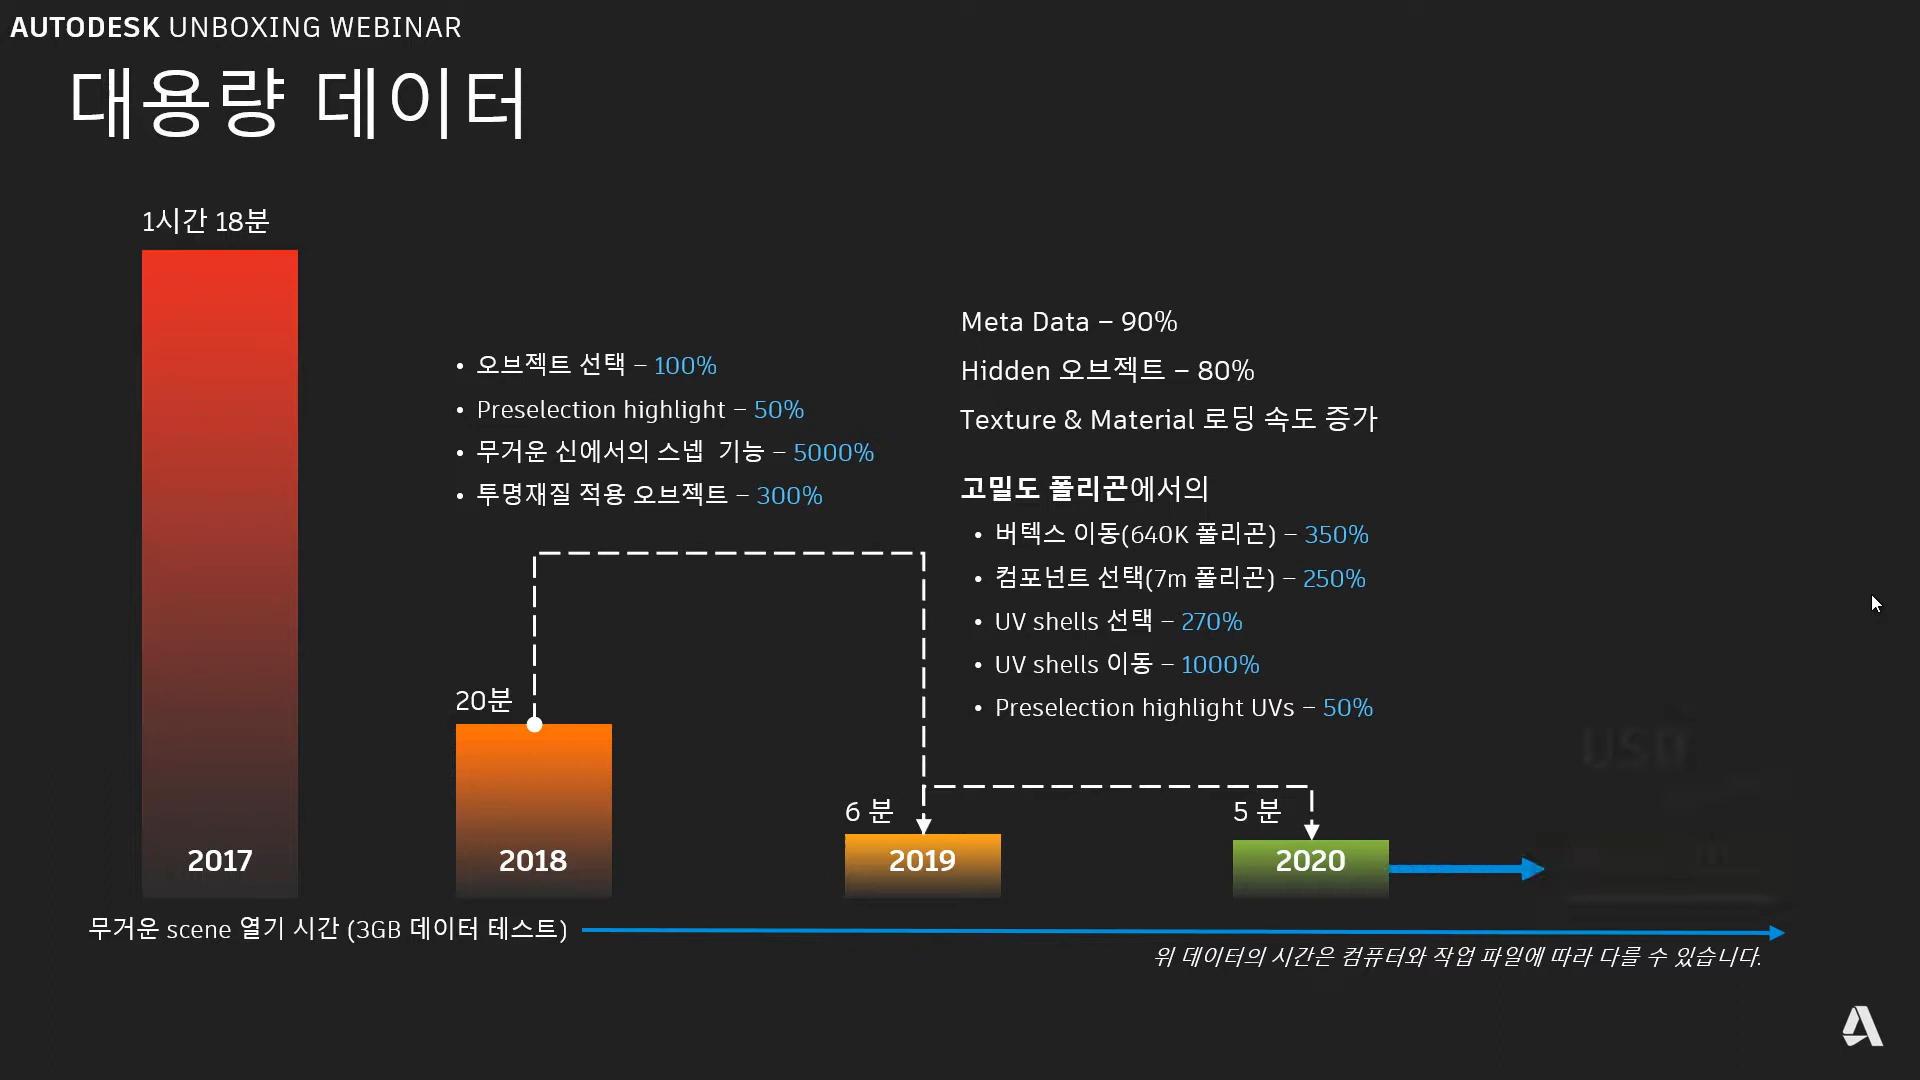 AUTODESK UNBOXING WEBINAR
대용량 데이터
1시간 18분
2017
• 오브젝트 선택 – 100%
• Preselection highlight – 50%
• 무거운 신에서의 스넵 기능 – 5000%
• 투명재질 적용 오브젝트 – 300%
20분
2018
Meta Data – 90%
Hidden 오브젝트 – 80%
Texture & Material 로딩 속도 증가
고밀도 폴리곤에서의
• 버텍스 이동(640K 폴리곤) – 350%
• 컴포넌트 선택(7m 폴리곤) – 250%
• UV shells 선택 – 270%
• UV shells 이동 – 1000%
• Preselection highlight UVs – 50%
6 분
2019
5 분
2020
USD
무거운 scene 열기 시간 (3GB 데이터 테스트)
위 데이터의 시간은 컴퓨터와 작업 파일에 따라 다를 수 있습니다.